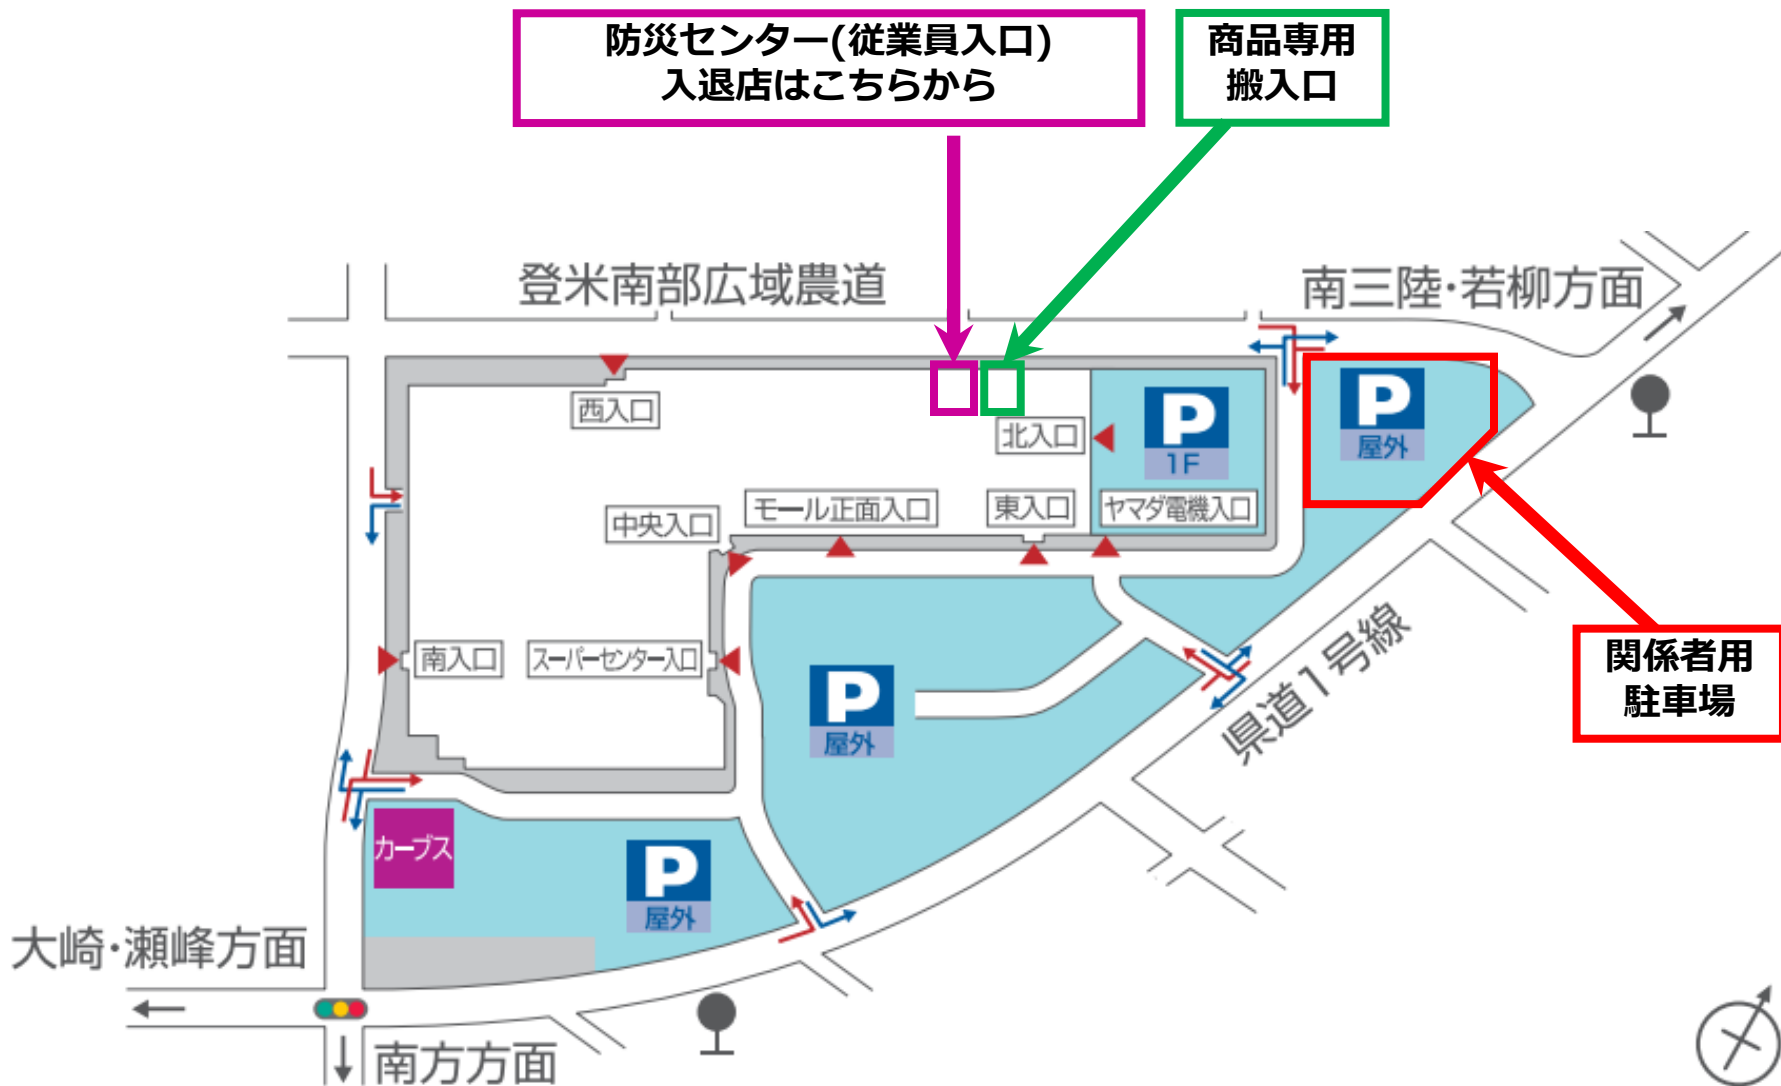 防災センター(従業員入口)
入退店はこちらから
商品専用
搬入口
登米南部広域農道
南三陸・若柳方面
西入口
北入口
P
1F
P
屋外
中央入口
モール正面入口
東入口
ヤマダ電機入口
南入口
スーパーセンター入口
P
屋外
県道1号線
関係者用
駐車場
カーブス
P
屋外
大崎・瀬峰方面
南方方面